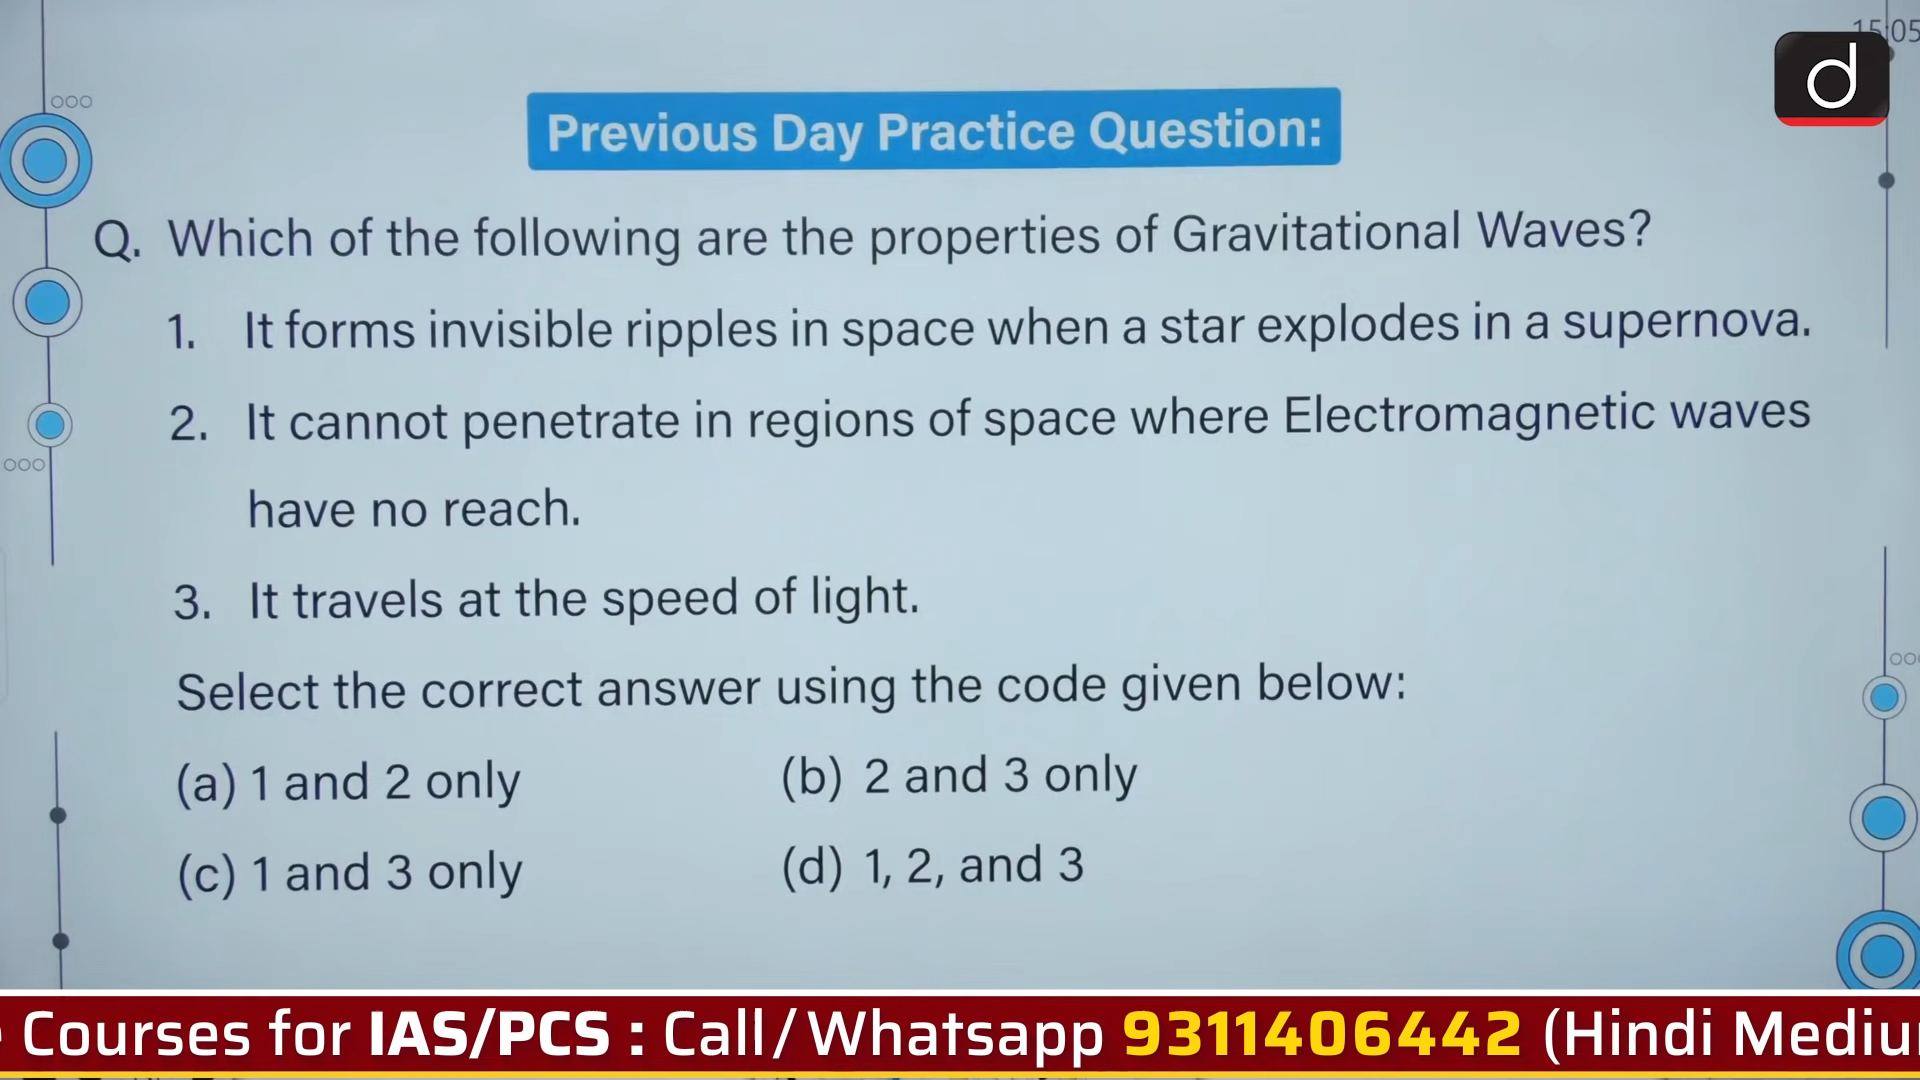 15:05
d
Previous Day Practice Question:
Q. Which of the following are the properties of Gravitational Waves?
1. It forms invisible ripples in space when a star explodes in a supernova.
2. It cannot penetrate in regions of space where Electromagnetic waves
have no reach.
3. It travels at the speed of light.
Select the correct answer using the code given below:
(a) 1 and 2 only (b) 2 and 3 only
(c) 1 and 3 only (d) 1, 2, and 3
Courses for IAS/PCS : Call/Whatsapp 9311406442 (Hindi Mediu